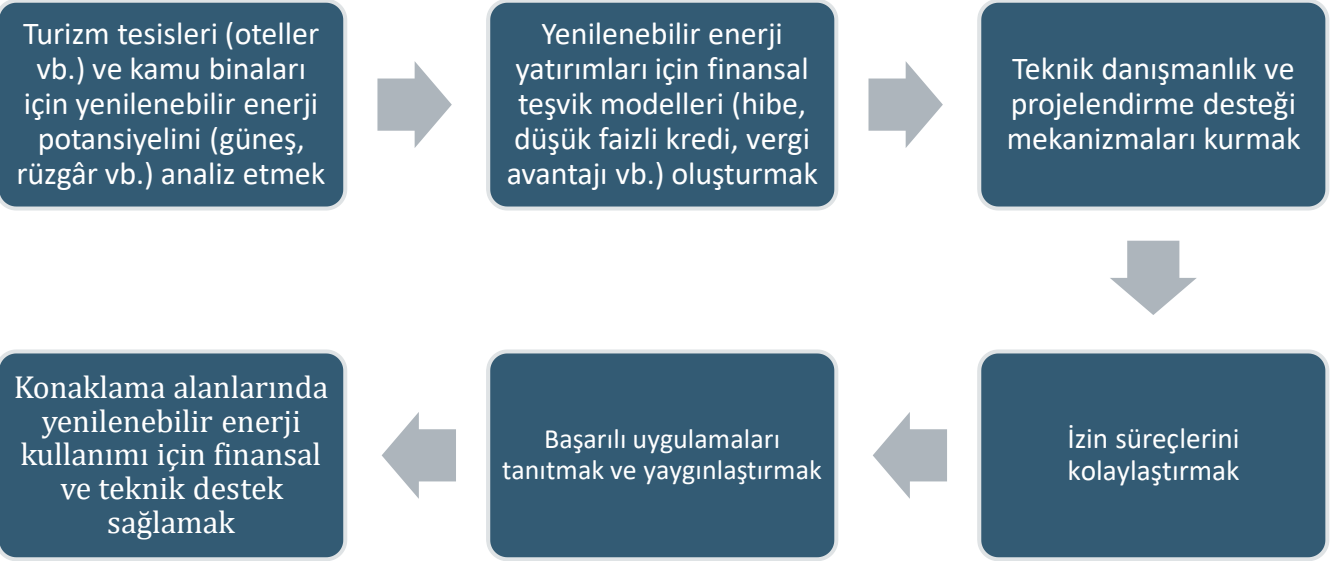 Turizm tesisleri (oteller
vb.) ve kamu binaları
için yenilenebilir enerji
potansiyelini (güneş,
rüzgâr vb.) analiz etmek
Yenilenebilir enerji
yatırımları için finansal
teşvik modelleri (hibe,
düşük faizli kredi, vergi
avantajı vb.) oluşturmak
Teknik danışmanlık ve
projelendirme desteği
mekanizmaları kurmak
İzin süreçlerini
kolaylaştırmak
Başarılı uygulamaları
tanıtmak ve yaygınlaştırmak
Konaklama alanlarında
yenilenebilir enerji
kullanımı için finansal
ve teknik destek
sağlamak